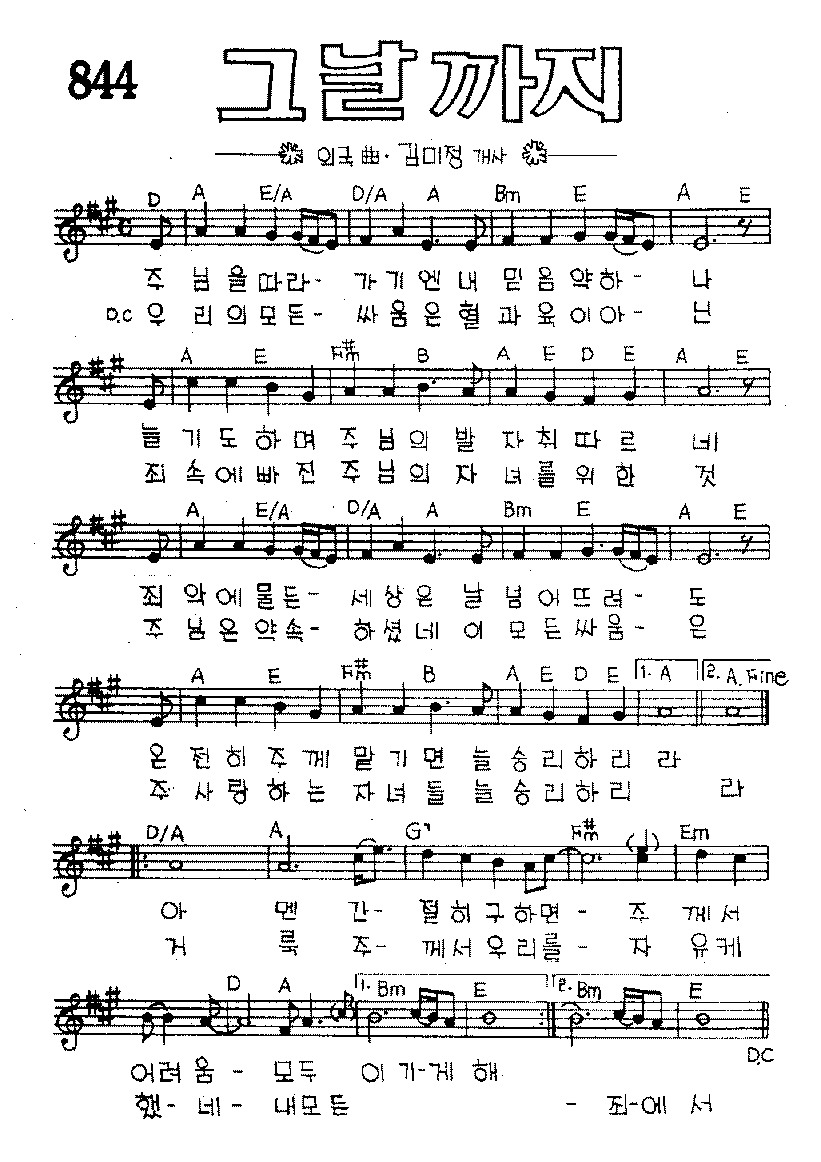 844 그날까지
외국 曲 · 김미정 개사
D A E/A D/A A Bm E A E
주 님을따라- 가기엔 내 믿음 약하- 나
D.C 우 리의모든- 싸움은혈과 육이아- 닌
A E F#m B A E D E A E
늘 기 도 하 며 주 님 의 발 자 취 따 르 네
죄 속에 빠 진 주 님 의 자 녀 를 위 한 것
A E/A D/A A Bm E A E
죄 악에 물든- 세 상은 날 넘어뜨려- 도
주 님은약속- 하셨네 이 모든싸움- 은
A E F#m B A E D E 1. A 2. A. Fine
온 전 히 주 께 맡 기 면 늘 승 리 하 리 라
주 사 랑 하 는 자 녀 들 늘 승 리 하 리 라
D/A A G7 F#m Em
아 멘 간- 절히구하면- 주 께서
거 룩 주- 께서우리를- 자 유케
D A 1. Bm E 2. Bm E
D.C
어려 움 - 모두 이 기-게 해
했-네- 내모든 - 죄-에 서